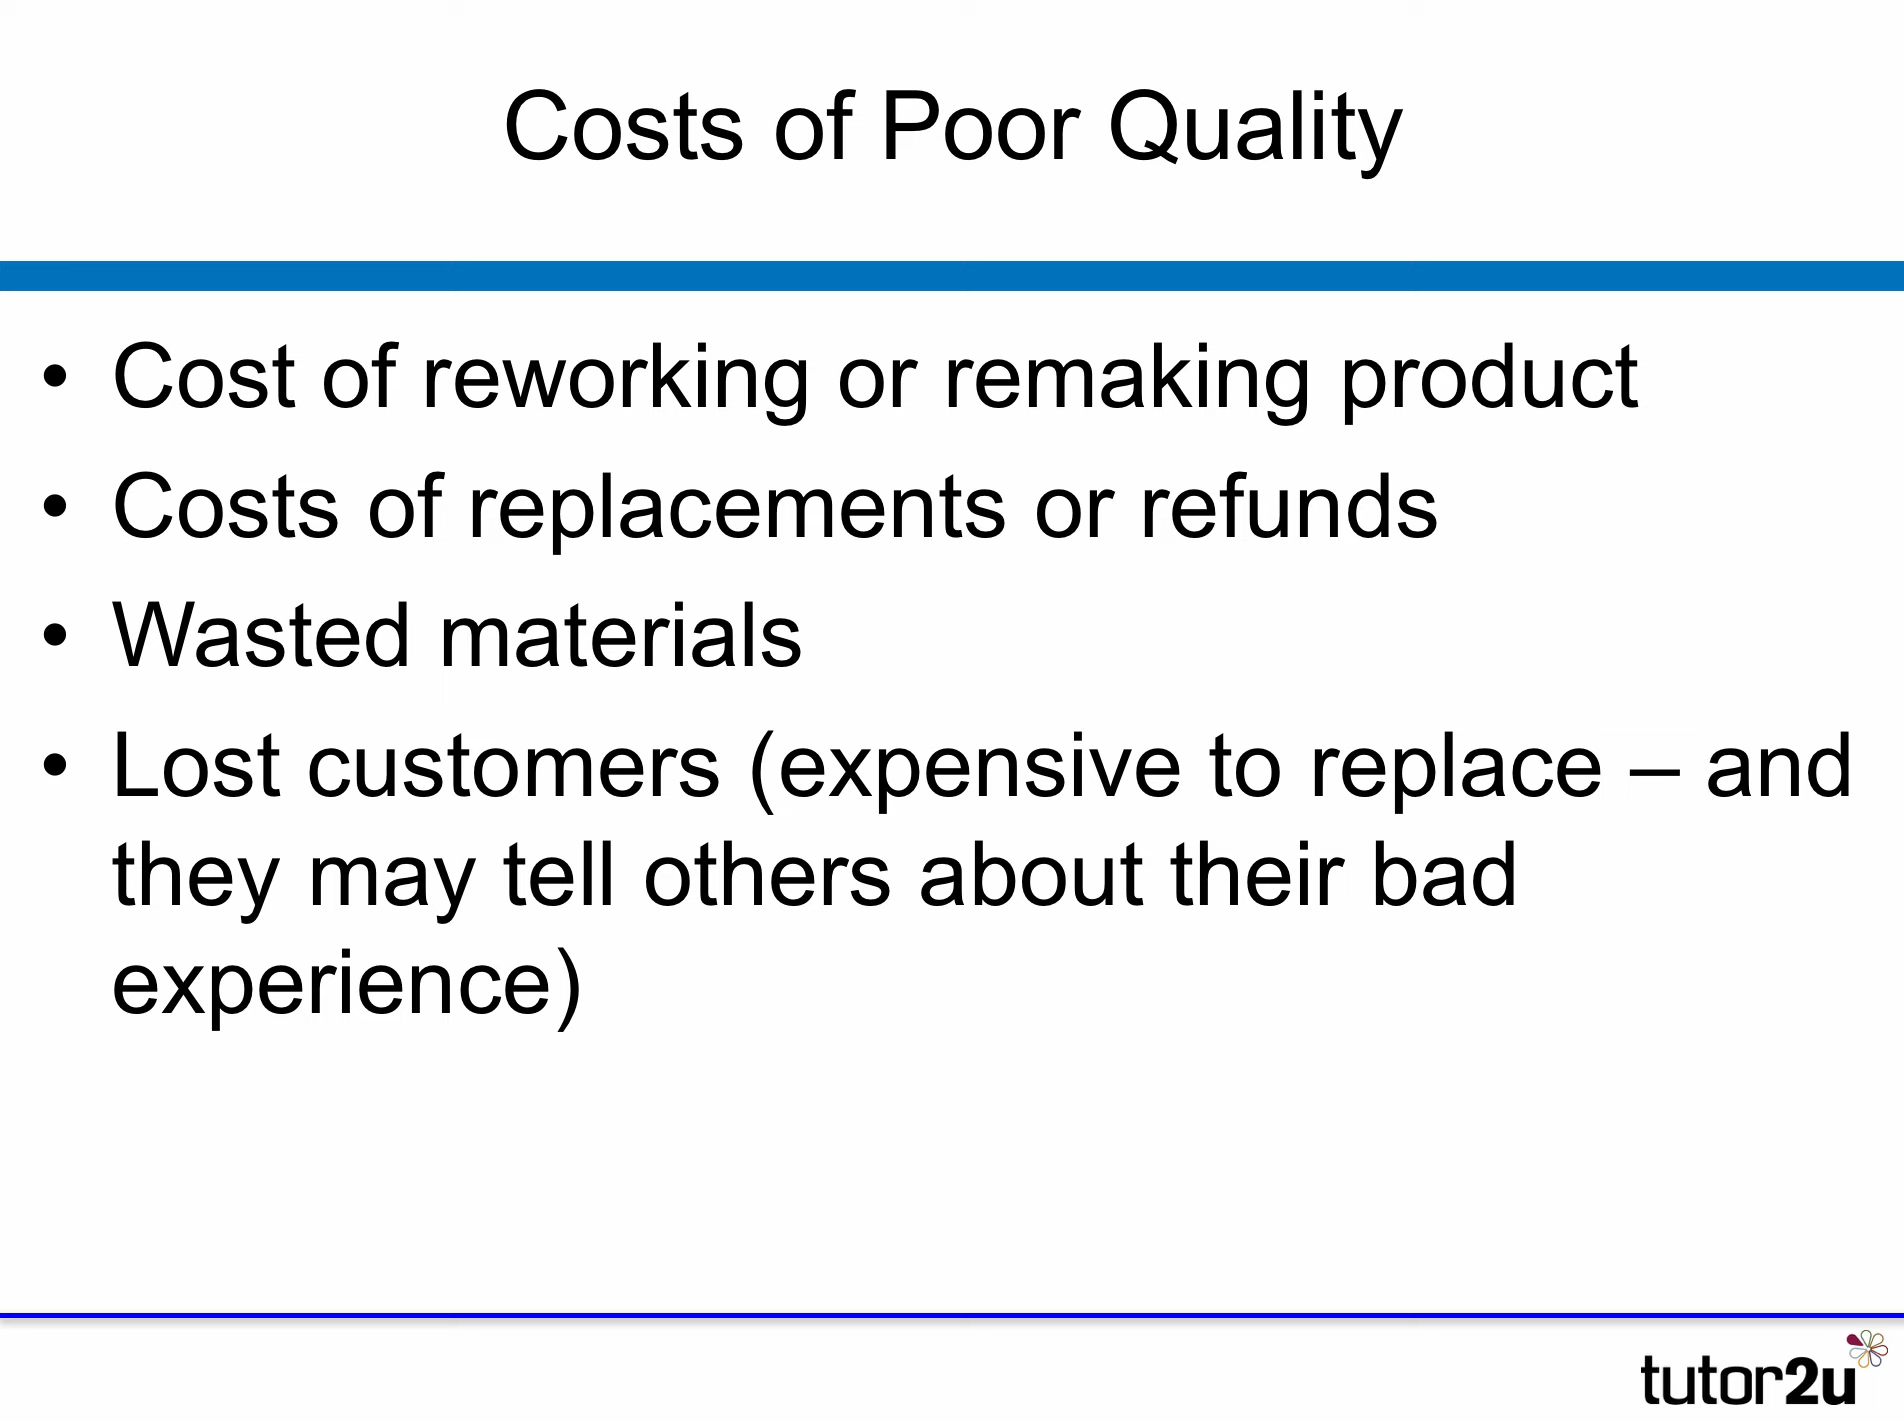 Costs of Poor Quality
• Cost of reworking or remaking product
• Costs of replacements or refunds
• Wasted materials
• Lost customers (expensive to replace – and
they may tell others about their bad
experience)
tutor2u